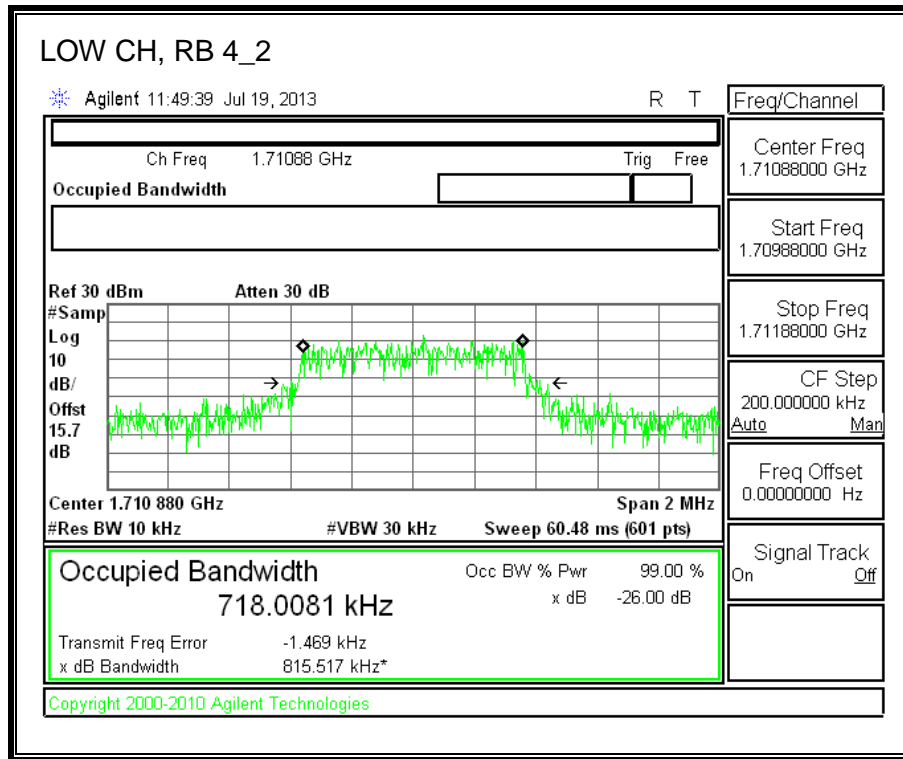 LOW CH, RB 4_2
Agilent 11:49:39 Jul 19, 2013 R T
Ch Freq 1.71088 GHz Trig Free
Occupied Bandwidth
Ref 30 dBm Atten 30 dB
#Samp
Log
10
dB/
Offst
15.7
dB
Center 1.710 880 GHz Span 2 MHz
#Res BW 10 kHz #VBW 30 kHz Sweep 60.48 ms (601 pts)
Occupied Bandwidth Occ BW % Pwr 99.00 %
718.0081 kHz x dB -26.00 dB
Transmit Freq Error -1.469 kHz
x dB Bandwidth 815.517 kHz*
Copyright 2000-2010 Agilent Technologies
Freq/Channel
Center Freq
1.71088000 GHz
Start Freq
1.70988000 GHz
Stop Freq
1.71188000 GHz
CF Step
200.000000 kHz
Auto Man
Freq Offset
0.00000000 Hz
Signal Track
On Off